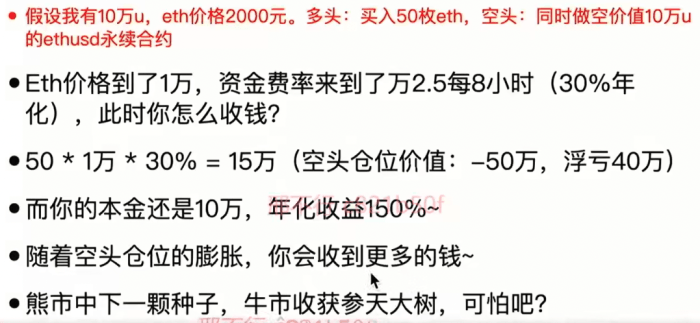 • 假设我有10万u，eth价格2000元。多头：买入50枚eth，空头：同时做空价值10万u
的ethusd永续合约
•Eth价格到了1万，资金费率来到了万2.5每8小时（30%年
化），此时你怎么收钱？
•50 * 1万 * 30% = 15万（空头仓位价值：-50万，浮亏40万）
•而你的本金还是10万，年化收益150%~
•随着空头仓位的膨胀，你会收到更多的钱~
•熊市中下一颗种子，牛市收获参天大树，可怕吧？